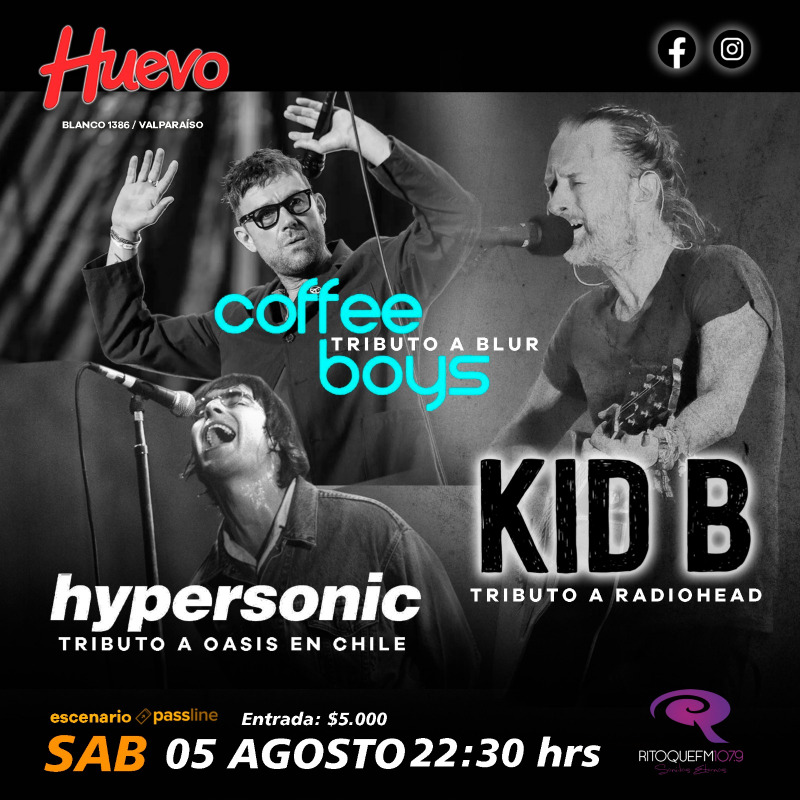 Huevo
BLANCO 1386 / VALPARAÍSO
coffee
TRIBUTO A BLUR
boys
KID B
TRIBUTO A RADIOHEAD
hypersonic
TRIBUTO A OASIS EN CHILE
escenario passline Entrada: $5.000
SAB 05 AGOSTO 22:30 hrs
RITOQUEFM107.9